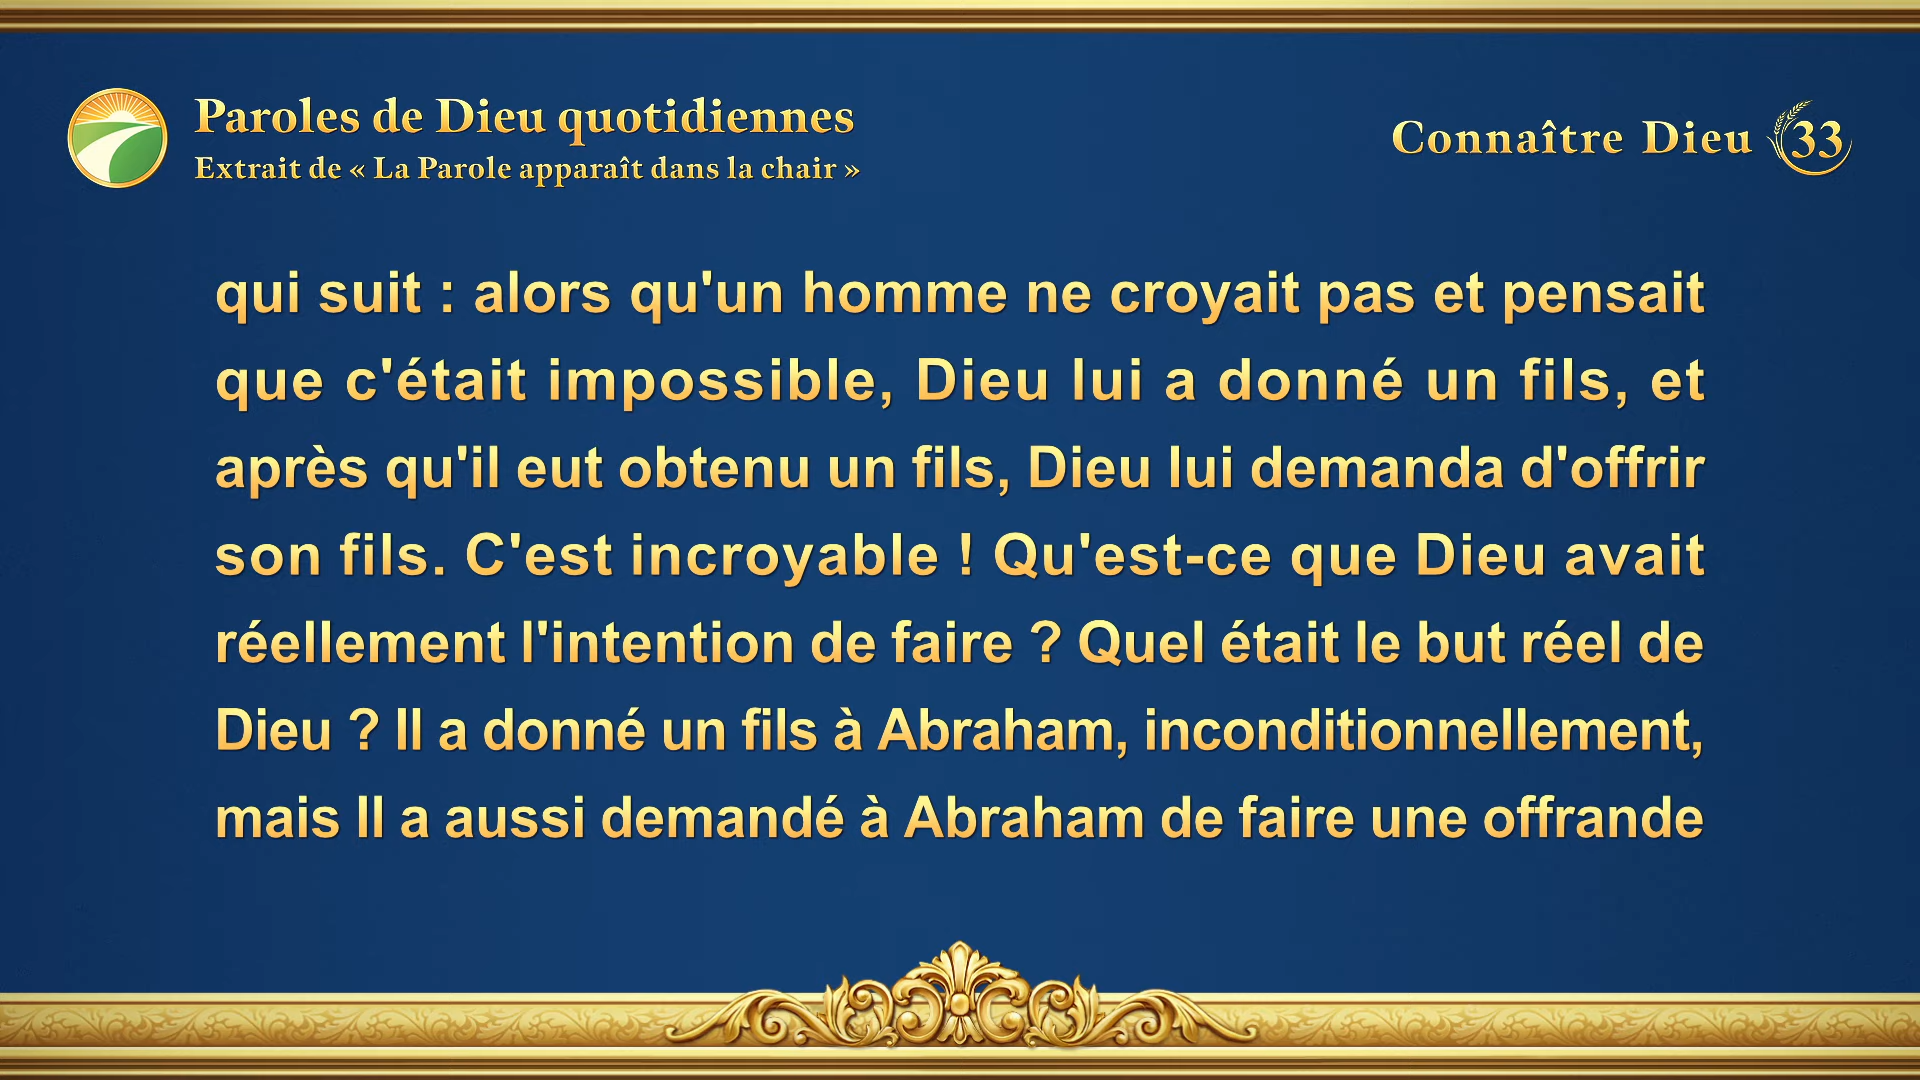 Paroles de Dieu quotidiennes
Extrait de « La Parole apparaît dans la chair »
Connaître Dieu 33
qui suit : alors qu'un homme ne croyait pas et pensait
que c'était impossible, Dieu lui a donné un fils, et
après qu'il eut obtenu un fils, Dieu lui demanda d'offrir
son fils. C'est incroyable ! Qu'est-ce que Dieu avait
réellement l'intention de faire ? Quel était le but réel de
Dieu ? Il a donné un fils à Abraham, inconditionnellement,
mais Il a aussi demandé à Abraham de faire une offrande